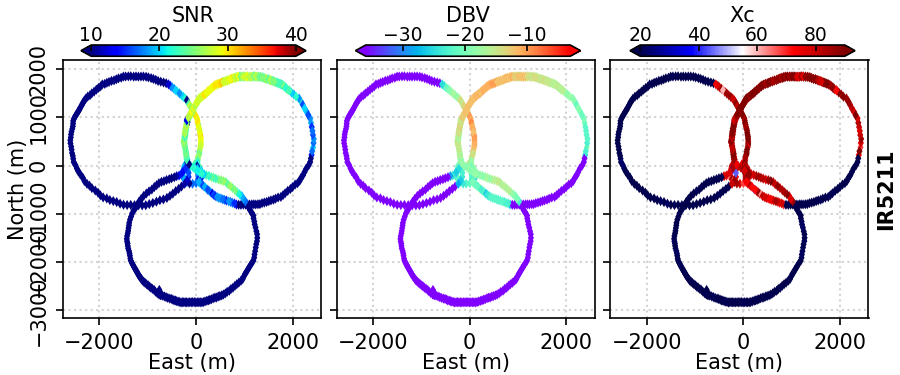 SNR
10 20 30 40
DBV
−30 −20 −10
Xc
20 40 60 80
North (m)
2000
1000
0
−1000
−2000
−3000
−2000 0 2000
East (m)
−2000 0 2000
East (m)
−2000 0 2000
East (m)
IR5211